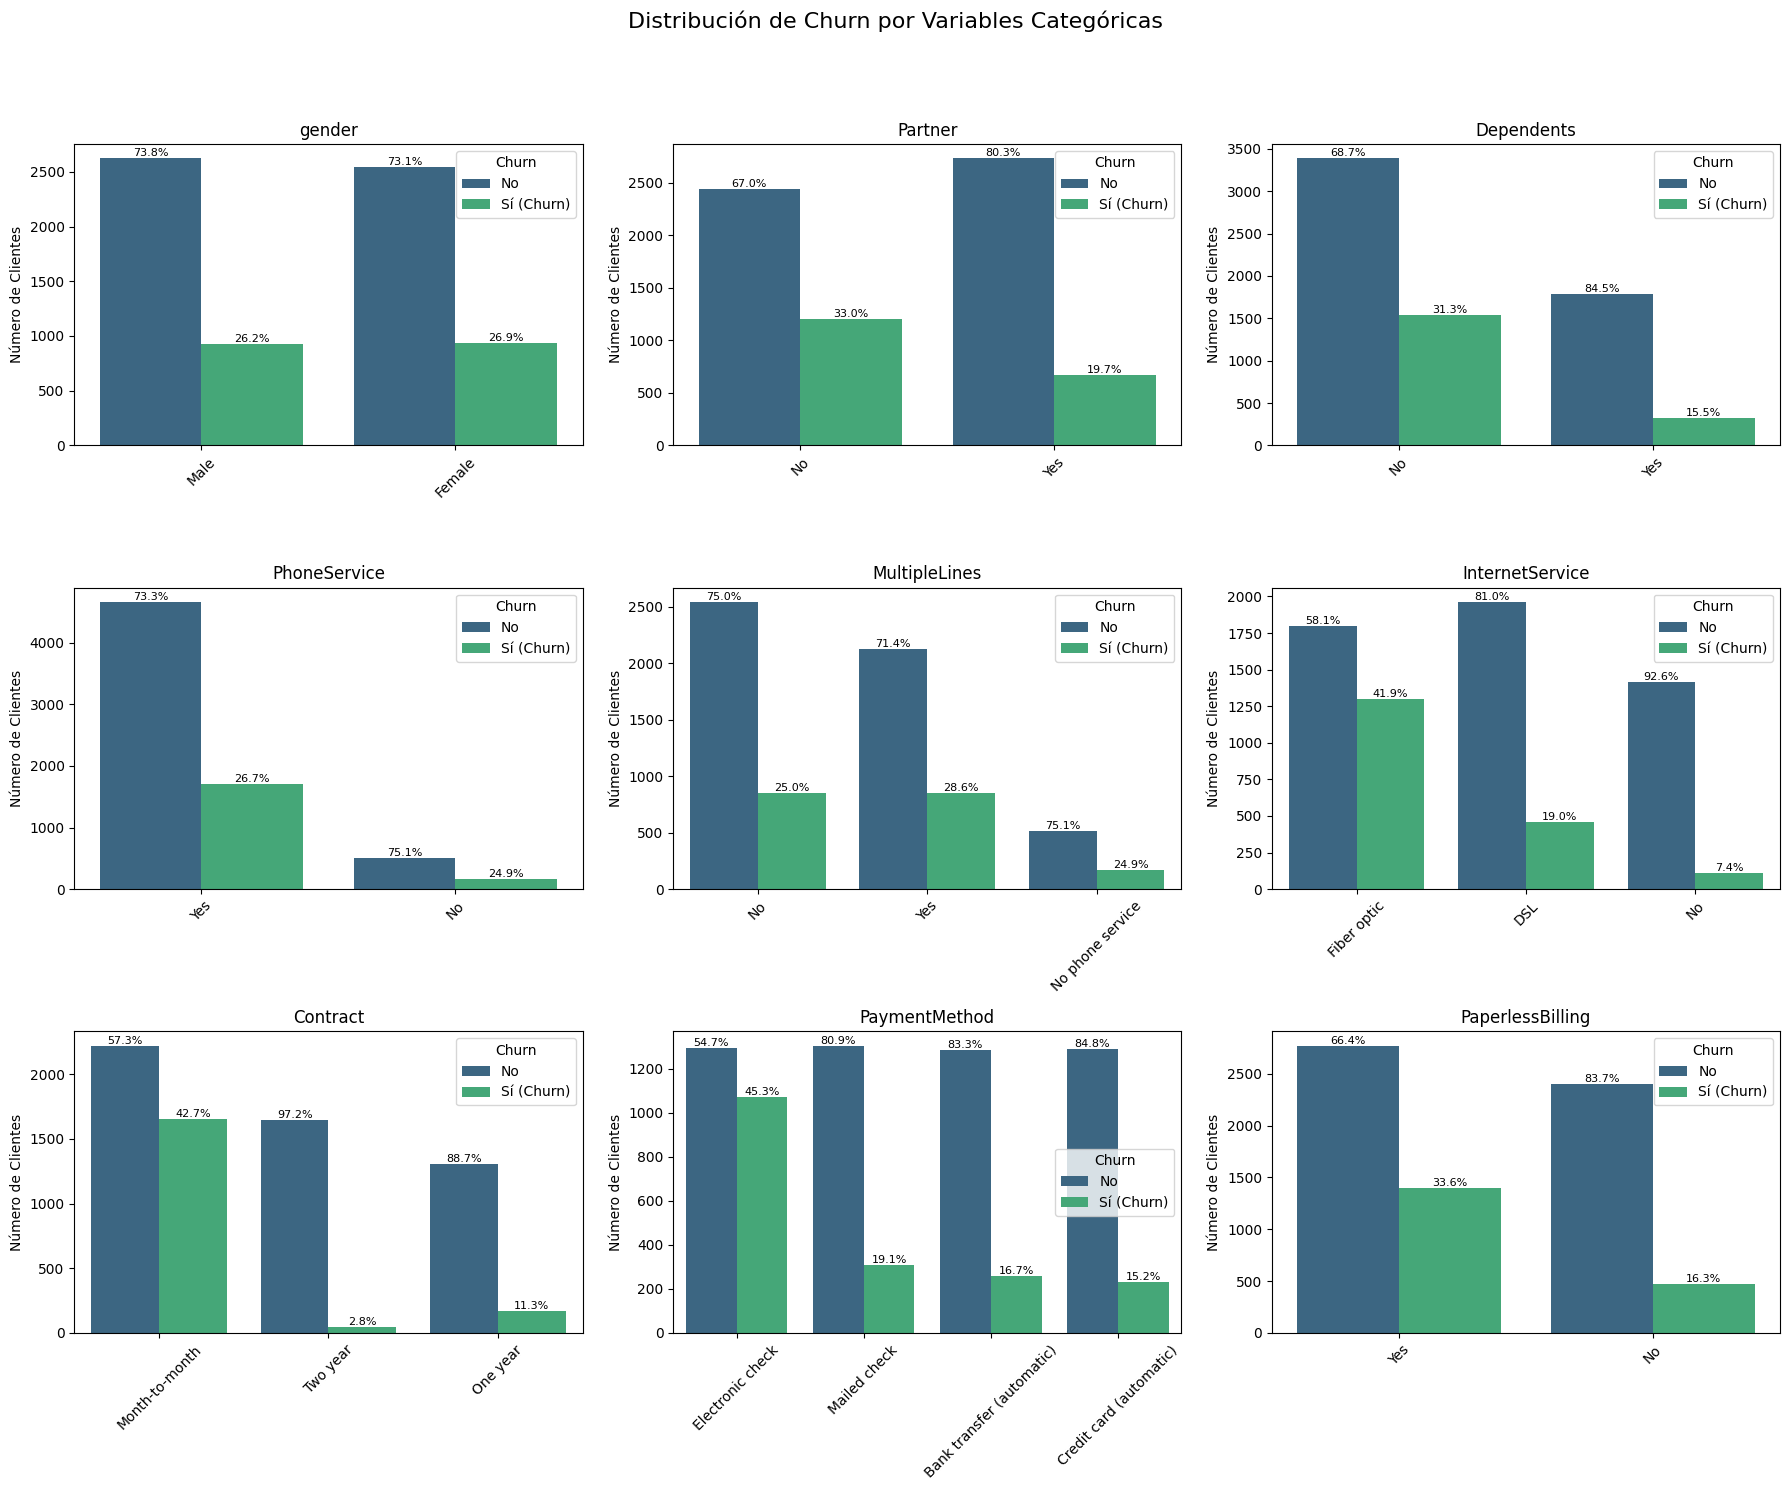 Distribución de Churn por Variables Categóricas
gender
Número de Clientes
2500
2000
1500
1000
500
0
73.8%
26.2%
73.1%
26.9%
Churn
No
Sí (Churn)
Male
Female
Partner
Número de Clientes
2500
2000
1500
1000
500
0
67.0%
33.0%
80.3%
19.7%
Churn
No
Sí (Churn)
No
Yes
Dependents
Número de Clientes
3500
3000
2500
2000
1500
1000
500
0
68.7%
31.3%
84.5%
15.5%
Churn
No
Sí (Churn)
No
Yes
PhoneService
Número de Clientes
4000
3000
2000
1000
0
73.3%
26.7%
75.1%
24.9%
Churn
No
Sí (Churn)
Yes
No
MultipleLines
Número de Clientes
2500
2000
1500
1000
500
0
75.0%
25.0%
71.4%
28.6%
75.1%
24.9%
Churn
No
Sí (Churn)
No
Yes
No phone service
InternetService
Número de Clientes
2000
1750
1500
1250
1000
750
500
250
0
58.1%
41.9%
81.0%
19.0%
92.6%
7.4%
Churn
No
Sí (Churn)
Fiber optic
DSL
No
Contract
Número de Clientes
2000
1500
1000
500
0
57.3%
42.7%
97.2%
2.8%
88.7%
11.3%
Churn
No
Sí (Churn)
Month-to-month
Two year
One year
PaymentMethod
Número de Clientes
1200
1000
800
600
400
200
0
54.7%
45.3%
80.9%
19.1%
83.3%
16.7%
84.8%
15.2%
Churn
No
Sí (Churn)
Electronic check
Mailed check
Bank transfer (automatic)
Credit card (automatic)
PaperlessBilling
Número de Clientes
2500
2000
1500
1000
500
0
66.4%
33.6%
83.7%
16.3%
Churn
No
Sí (Churn)
Yes
No